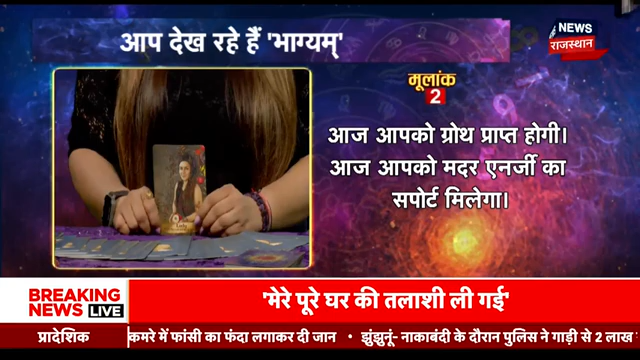 आप देख रहे हैं 'भाग्यम्'
NEWS
राजस्थान
मूलांक
2
आज आपको ग्रोथ प्राप्त होगी।
आज आपको मदर एनर्जी का
सपोर्ट मिलेगा।
BREAKING
NEWS LIVE
'मेरे पूरे घर की तलाशी ली गई'
प्रादेशिक
कमरे में फांसी का फंदा लगाकर दी जान • झुंझुनूं- नाकाबंदी के दौरान पुलिस ने गाड़ी से 2 लाख